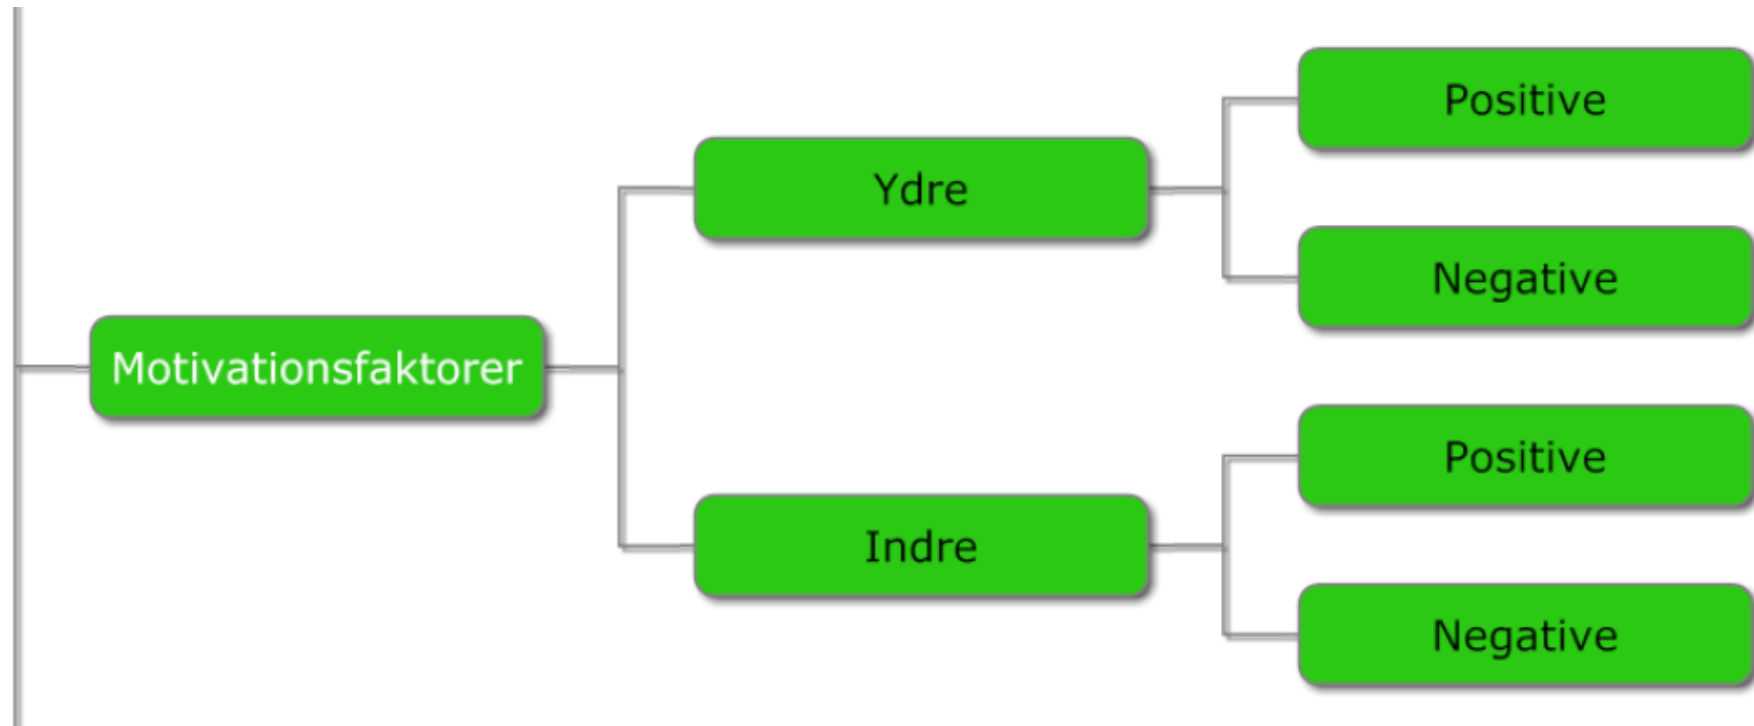 Motivationsfaktorer
Ydre
Positive
Negative
Indre
Positive
Negative